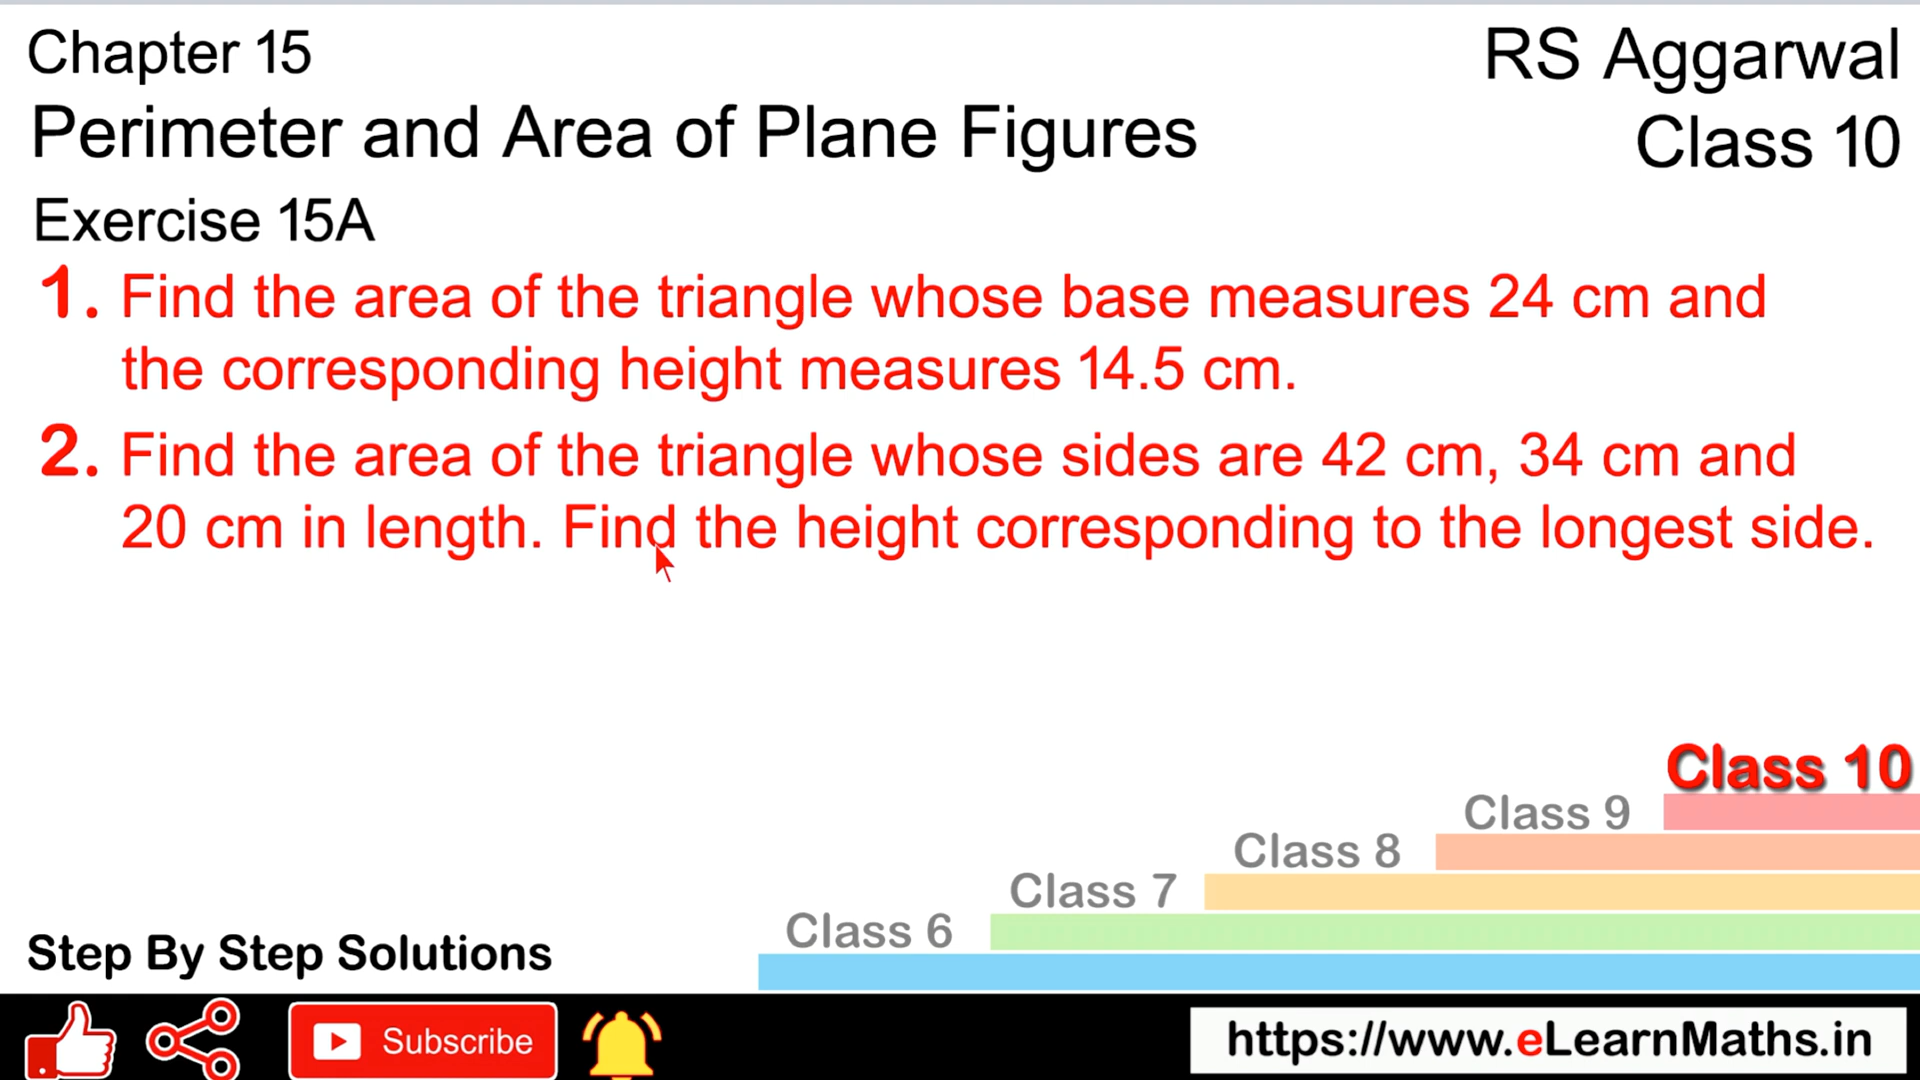 Chapter 15
RS Aggarwal
Perimeter and Area of Plane Figures
Class 10
Exercise 15A
1. Find the area of the triangle whose base measures 24 cm and
the corresponding height measures 14.5 cm.
2. Find the area of the triangle whose sides are 42 cm, 34 cm and
20 cm in length. Find the height corresponding to the longest side.
Class 10
Class 9
Class 8
Class 7
Class 6
Step By Step Solutions
Subscribe
https://www.eLearnMaths.in